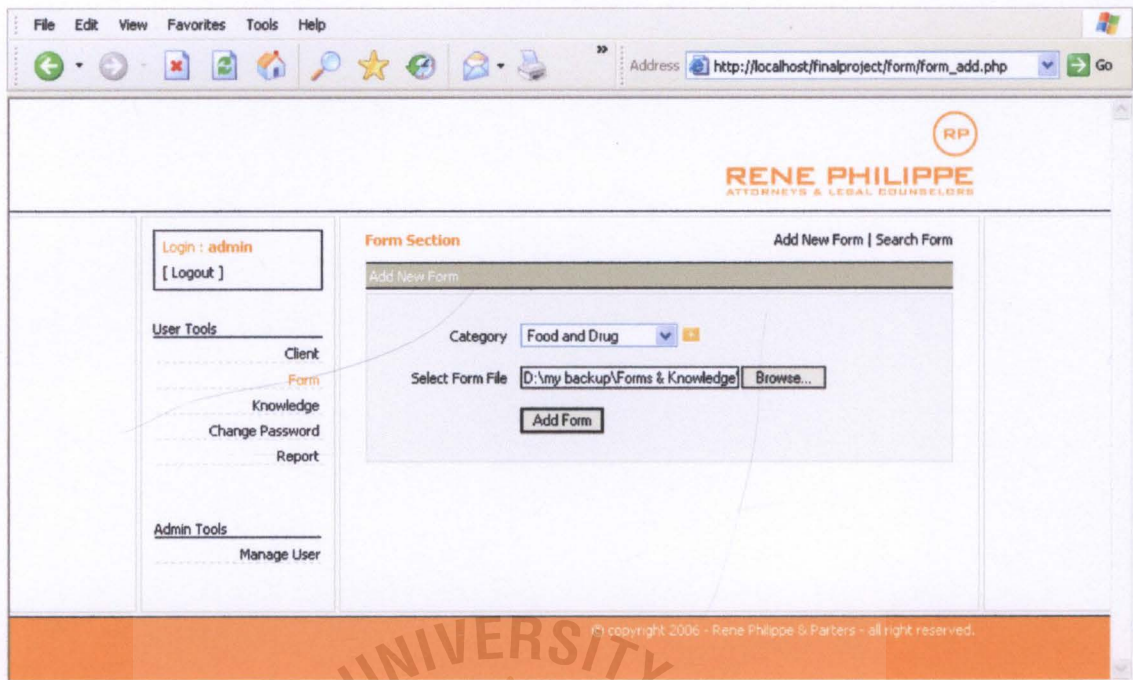 File Edit View Favorites Tools Help
» Address http://localhost/finalproject/form/form_add.php Go
RP
RENE PHILIPPE
ATTORNEYS & LEGAL COUNSELORS
Login : admin
[ Logout ]
User Tools
Client
Form
Knowledge
Change Password
Report
Admin Tools
Manage User
Form Section
Add New Form | Search Form
Add New Form
Category Food and Drug
Select Form File D:\my backup\Forms & Knowledge\ Browse...
Add Form
© copyright 2006 - Rene Philippe & Parters - all right reserved.
UNIVERSITY